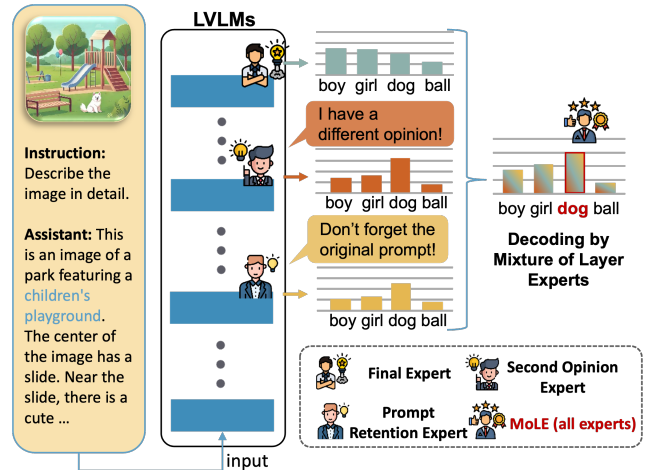 LVLMs
Instruction:
Describe the
image in detail.
Assistant: This
is an image of a
park featuring a
children's
playground.
The center of
the image has a
slide. Near the
slide, there is a
cute ...
boy girl dog ball
I have a
different opinion!
boy girl dog ball
Don't forget the
original prompt!
boy girl dog ball
input
boy girl dog ball
Decoding by
Mixture of Layer
Experts
Final Expert
Second Opinion
Expert
Prompt
Retention Expert
MoLE (all experts)